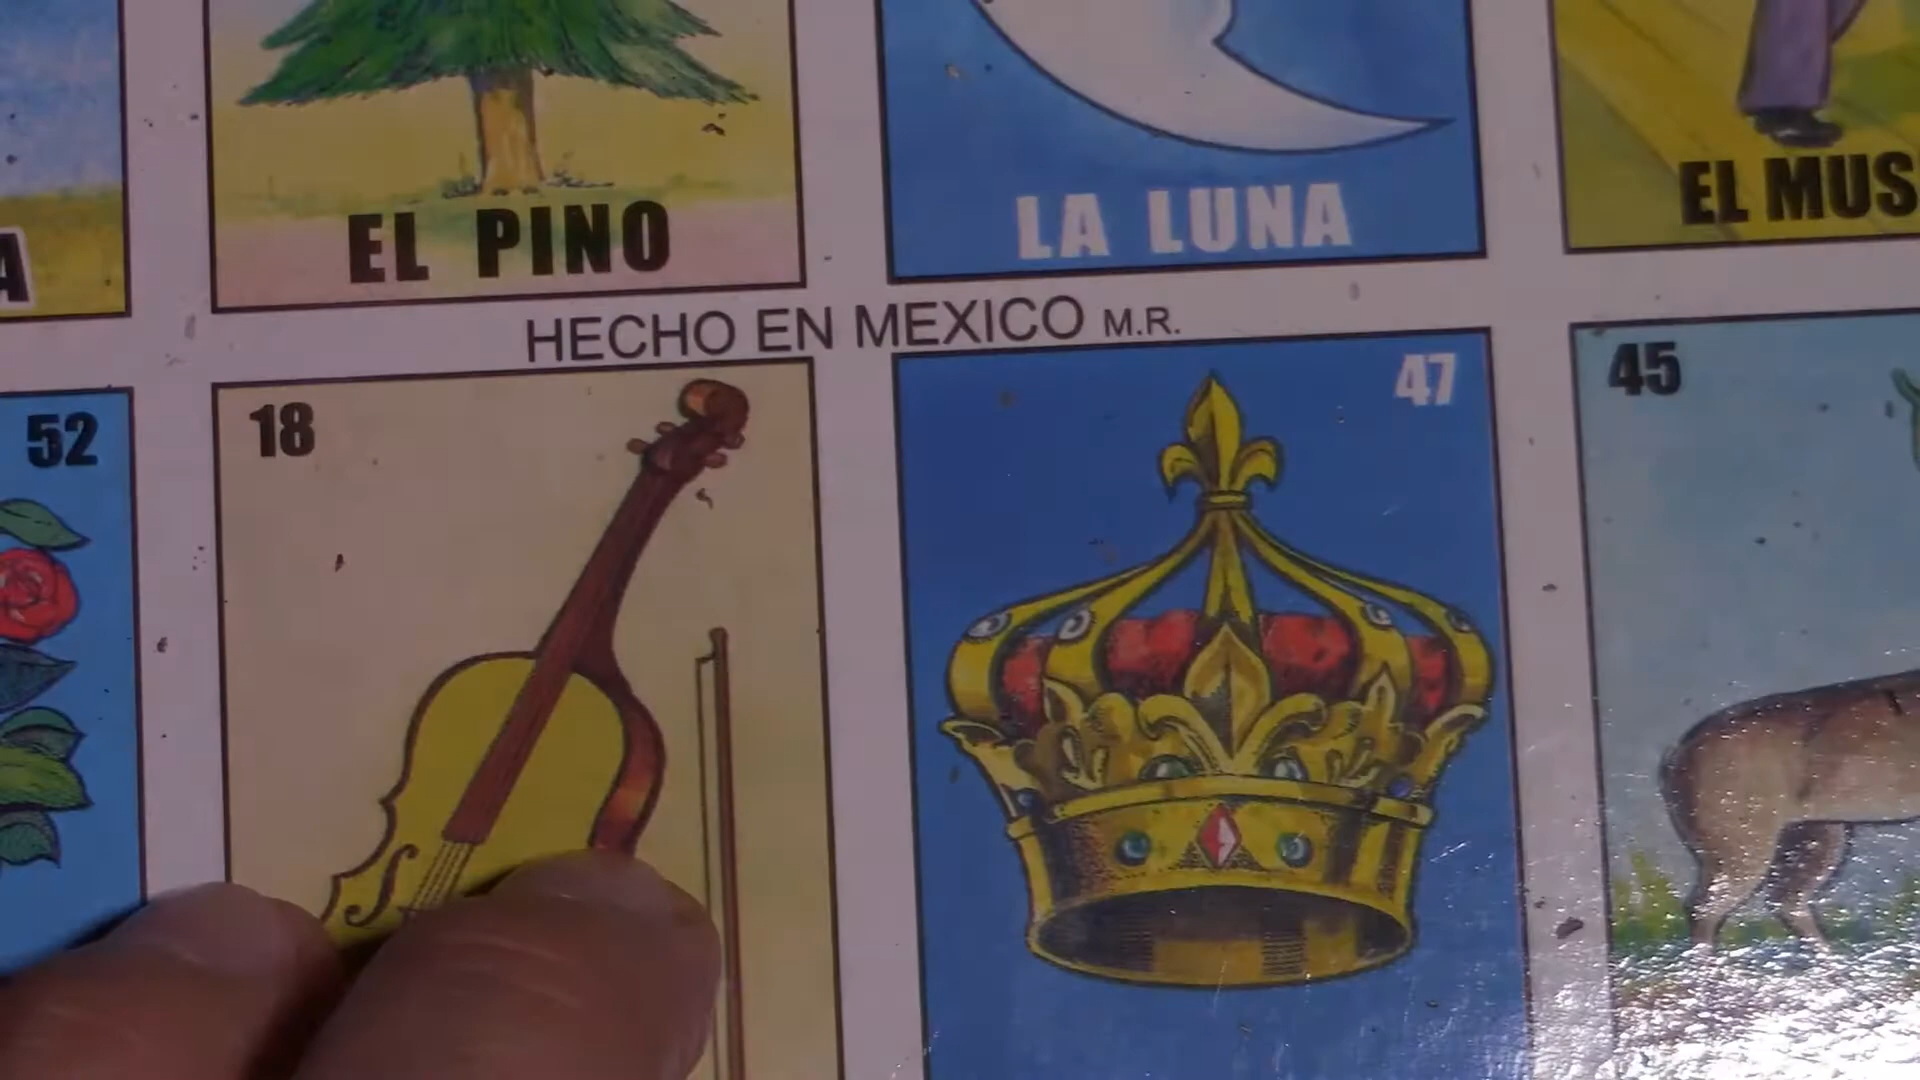 A
EL PINO
LA LUNA
EL MUS
HECHO EN MEXICO M.R.
52
18
47
45